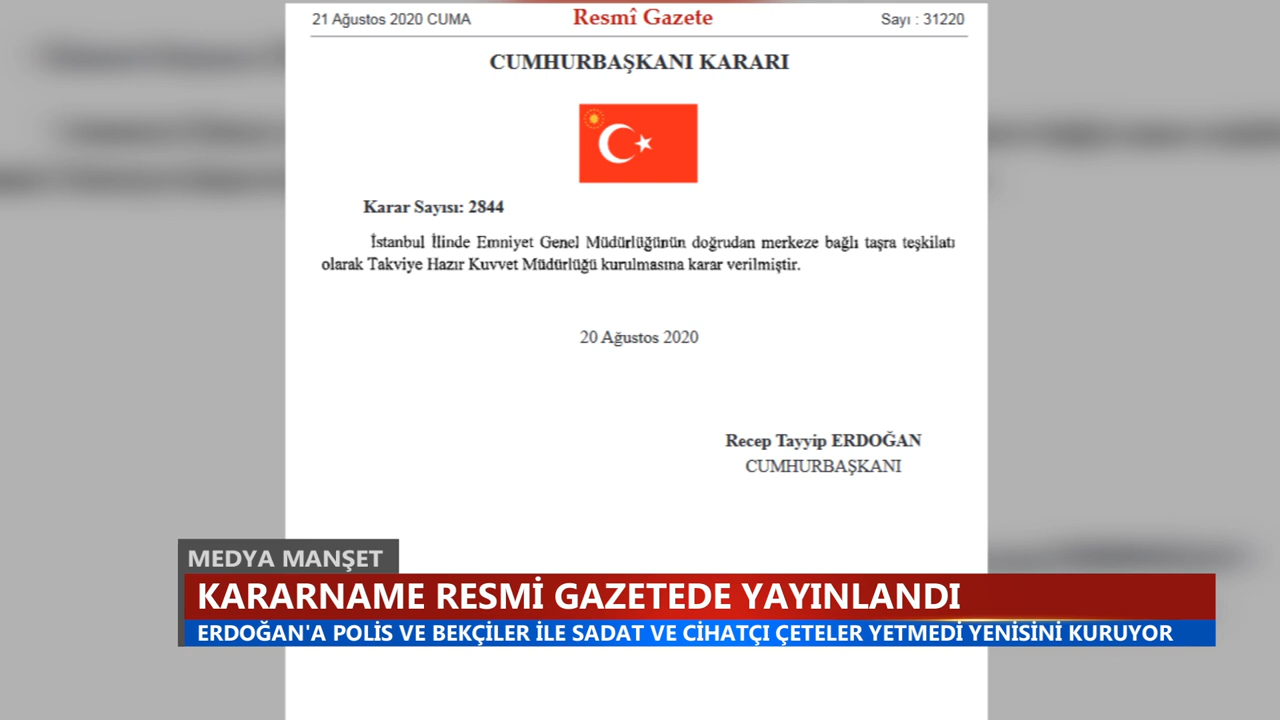 21 Ağustos 2020 CUMA Resmî Gazete Sayı : 31220
CUMHURBAŞKANI KARARI
Karar Sayısı: 2844
İstanbul İlinde Emniyet Genel Müdürlüğünün doğrudan merkeze bağlı taşra teşkilatı
olarak Takviye Hazır Kuvvet Müdürlüğü kurulmasına karar verilmiştir.
20 Ağustos 2020
Recep Tayyip ERDOĞAN
CUMHURBAŞKANI
MEDYA MANŞET
KARARNAME RESMİ GAZETEDE YAYINLANDI
ERDOĞAN'A POLİS VE BEKÇİLER İLE SADAT VE CİHATÇI ÇETELER YETMEDİ YENİSİNİ KURUYOR